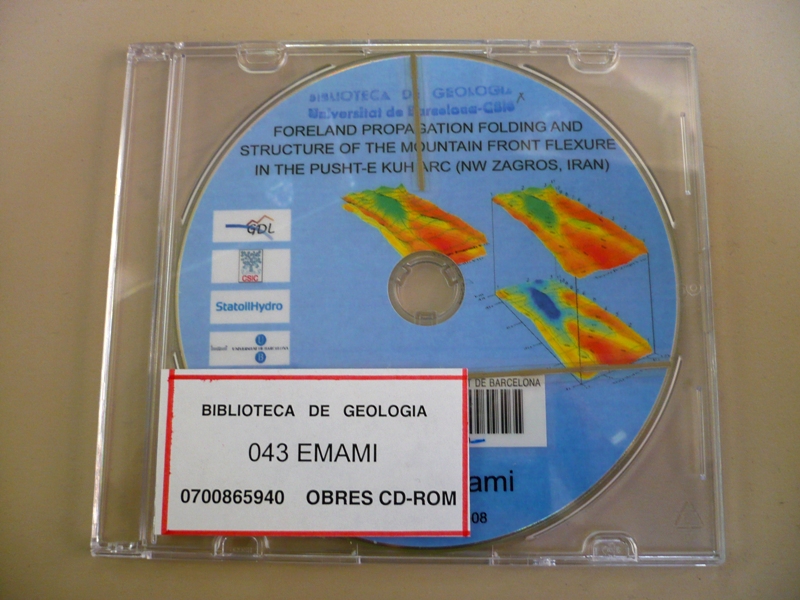 BIBLIOTECA DE GEOLOGIA
Universitat de Barcelona-CSIC
FORELAND PROPAGATION FOLDING AND
STRUCTURE OF THE MOUNTAIN FRONT FLEXURE
IN THE PUSHT-E KUH ARC (NW ZAGROS, IRAN)
GDL
CSIC
StatoilHydro
U
B
T DE BARCELONA
BIBLIOTECA DE GEOLOGIA
043 EMAMI
0700865940 OBRES CD-ROM
ami
08